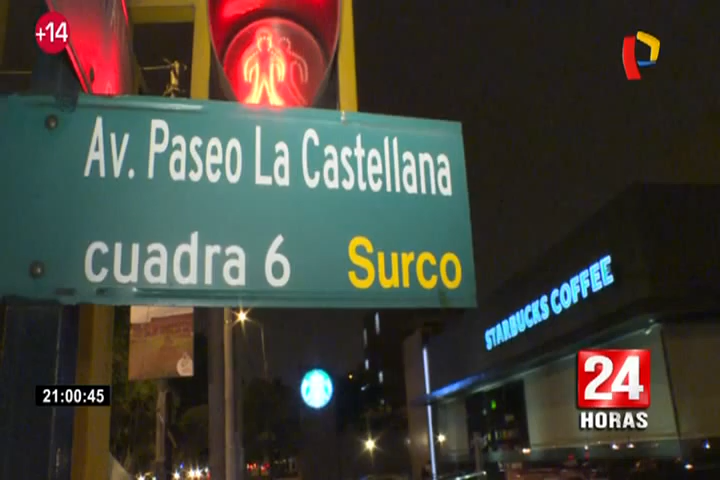 +14
Av. Paseo La Castellana
cuadra 6 Surco
STARBUCKS COFFEE
21:00:45
24
HORAS